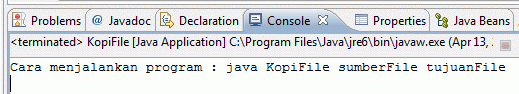 Problems @ Javadoc Declaration Console Properties Java Beans
<terminated> KopiFile [Java Application] C:\Program Files\Java\jre6\bin\javaw.exe (Apr 13,
Cara menjalankan program : java KopiFile sumberFile tujuanFile